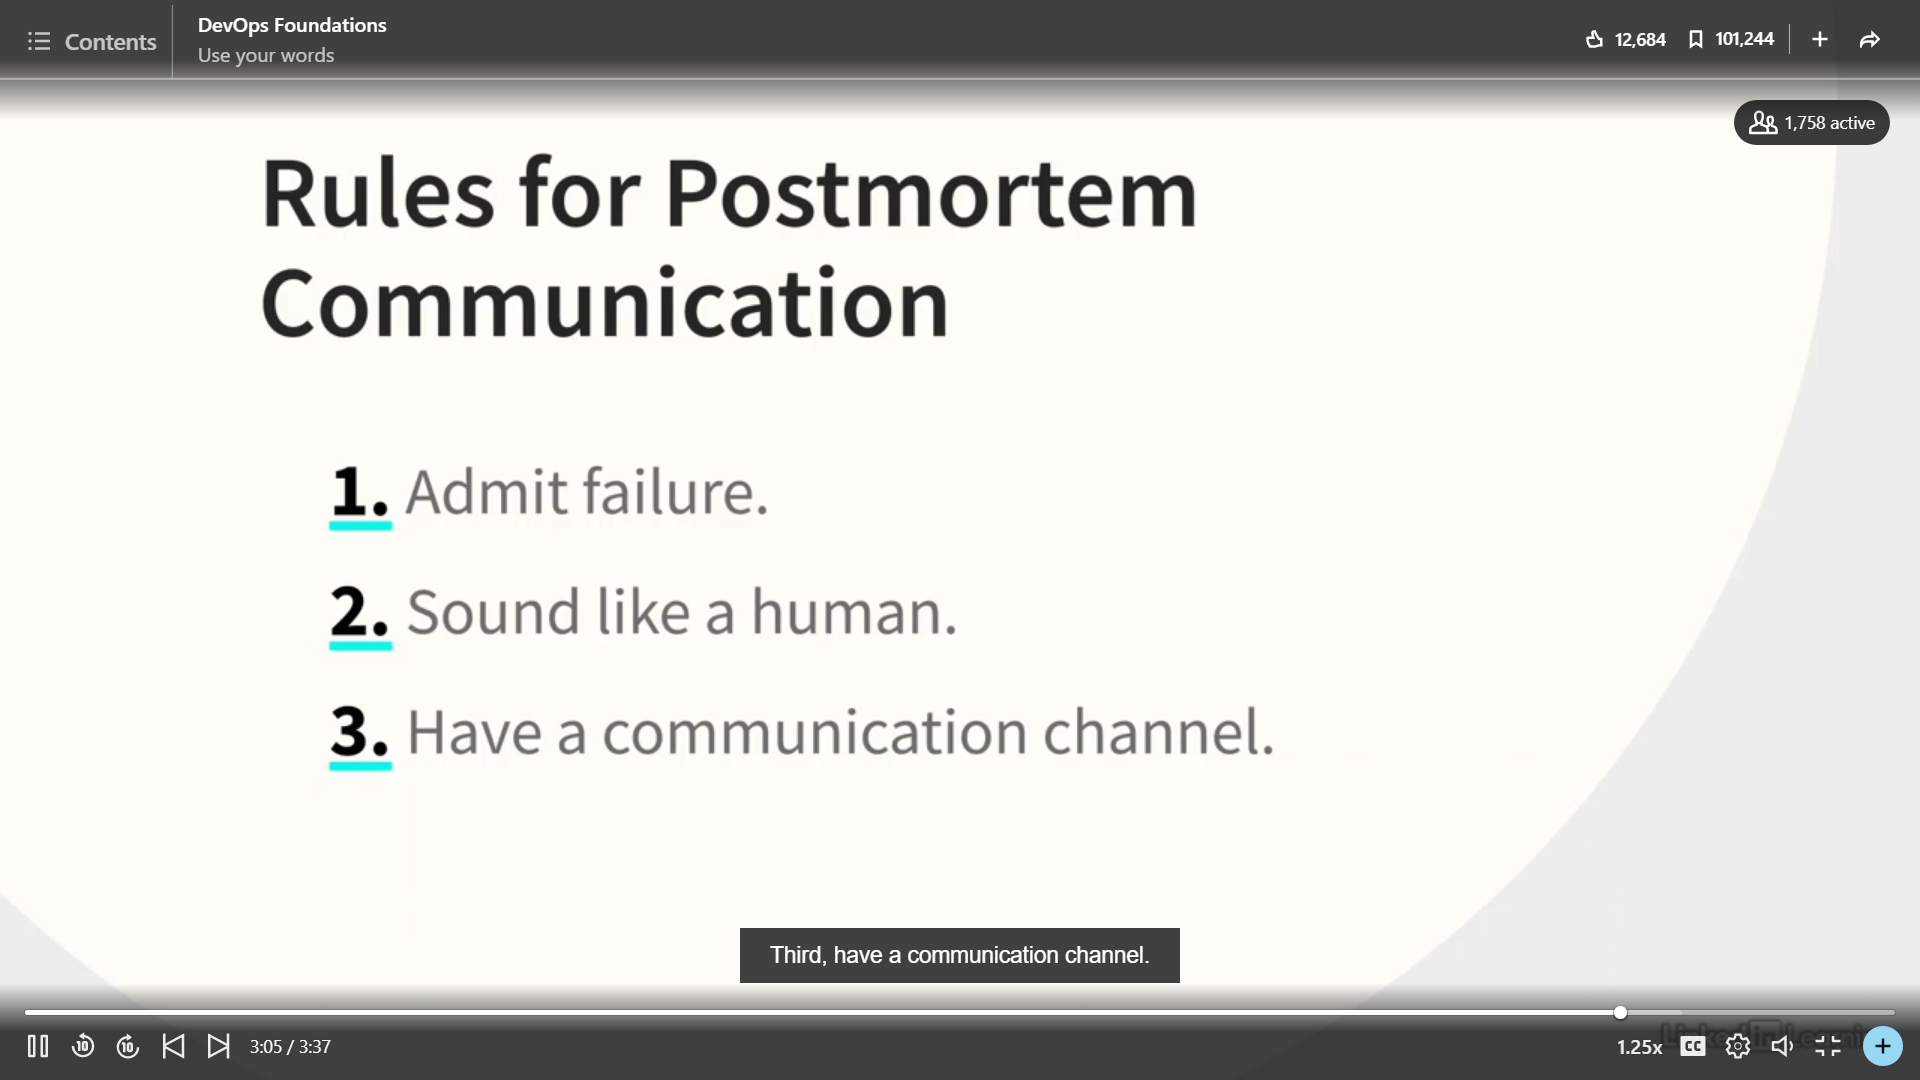 Contents
DevOps Foundations
Use your words
12,684
101,244
1,758 active
Rules for Postmortem
Communication
1. Admit failure.
2. Sound like a human.
3. Have a communication channel.
Third, have a communication channel.
10
10
3:05 / 3:37
1.25x
CC